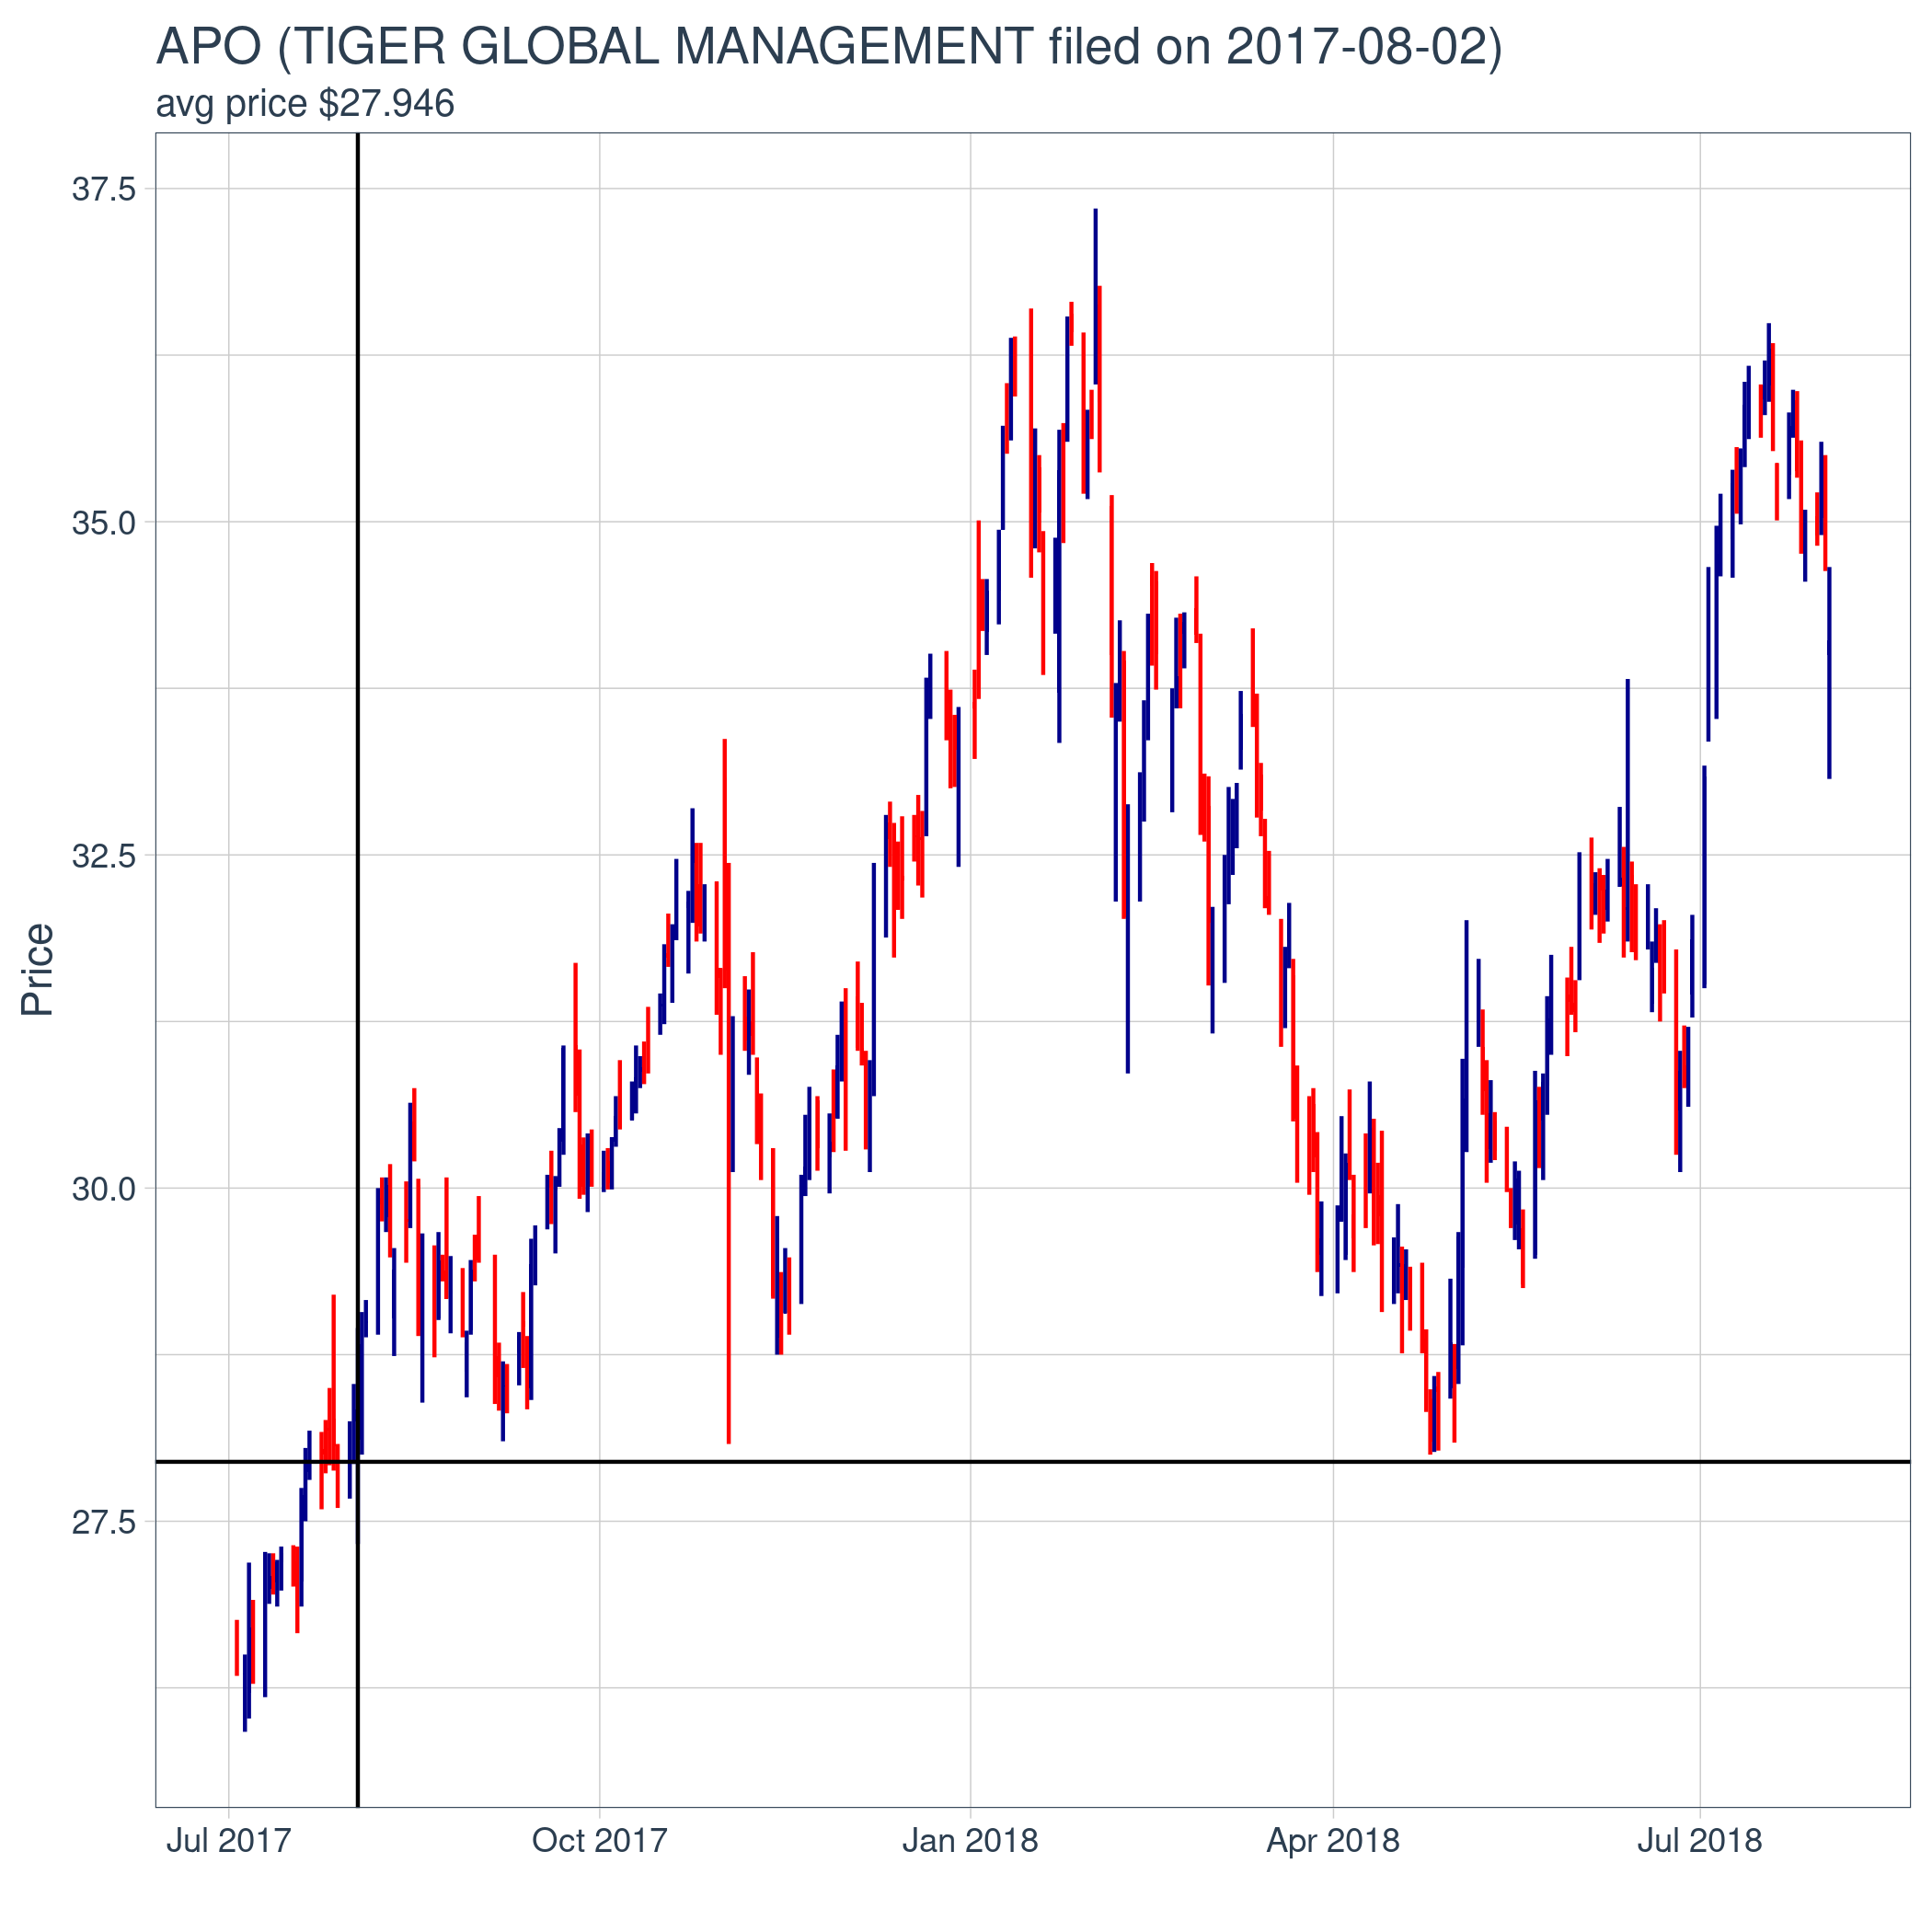 APO (TIGER GLOBAL MANAGEMENT filed on 2017-08-02)
avg price $27.946
37.5
35.0
32.5
30.0
27.5
Price
Jul 2017 Oct 2017 Jan 2018 Apr 2018 Jul 2018